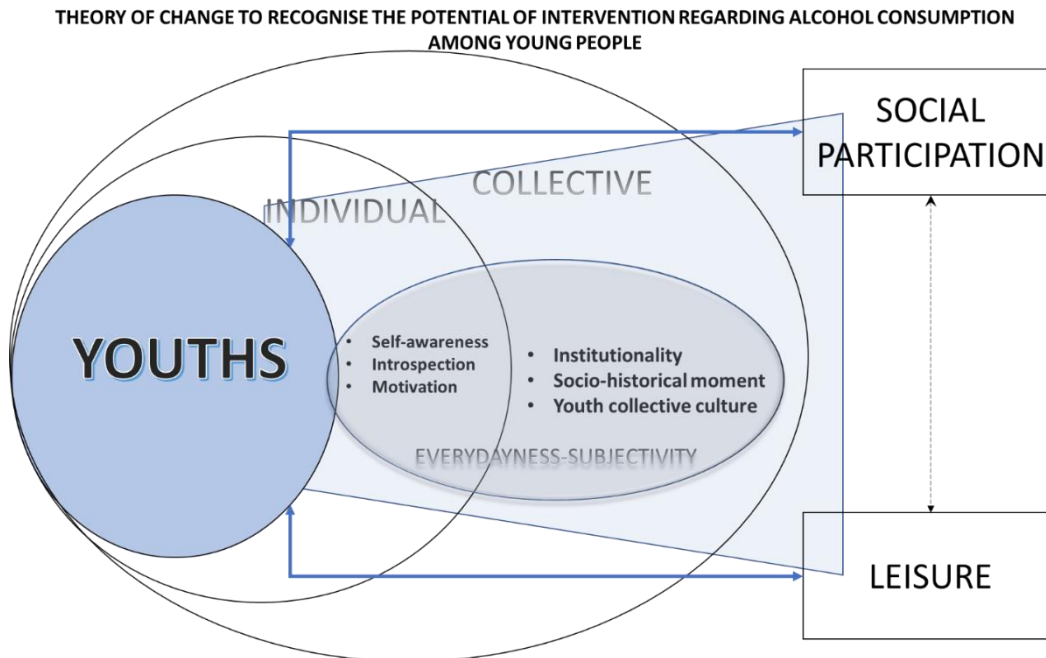 THEORY OF CHANGE TO RECOGNISE THE POTENTIAL OF INTERVENTION REGARDING ALCOHOL CONSUMPTION
AMONG YOUNG PEOPLE
SOCIAL
PARTICIPATION
COLLECTIVE
INDIVIDUAL
YOUTHS
• Self-awareness
• Introspection
• Motivation
• Institutionality
• Socio-historical moment
• Youth collective culture
EVERYDAYNESS-SUBJECTIVITY
LEISURE